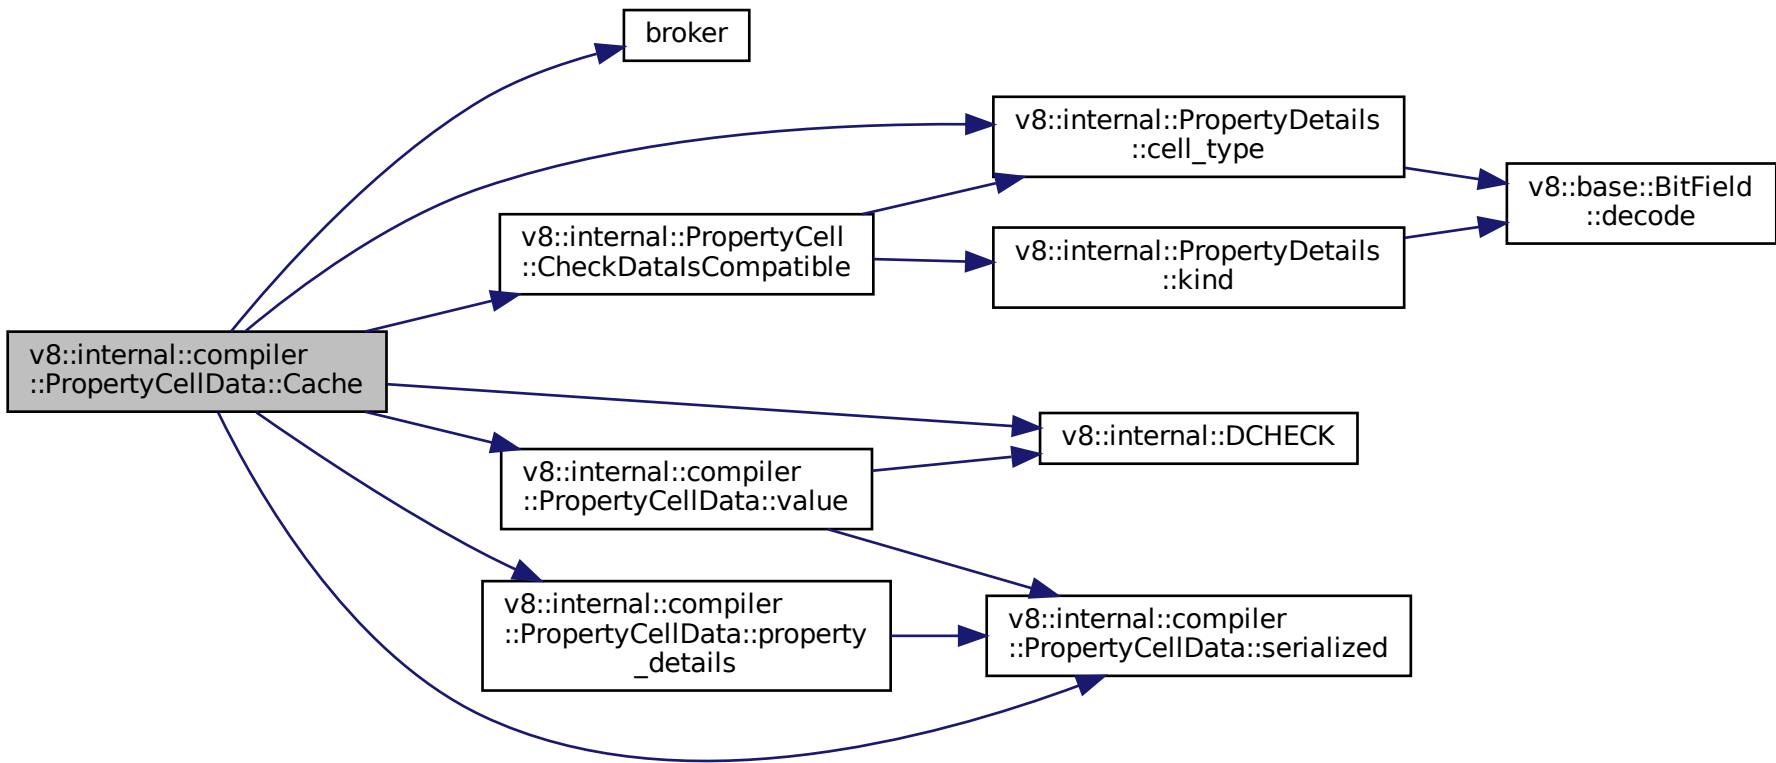 broker
v8::internal::PropertyDetails
::cell_type
v8::base::BitField
::decode
v8::internal::PropertyCell
::CheckDataIsCompatible
v8::internal::PropertyDetails
::kind
v8::internal::compiler
::PropertyCellData::Cache
v8::internal::DCHECK
v8::internal::compiler
::PropertyCellData::value
v8::internal::compiler
::PropertyCellData::property
_details
v8::internal::compiler
::PropertyCellData::serialized